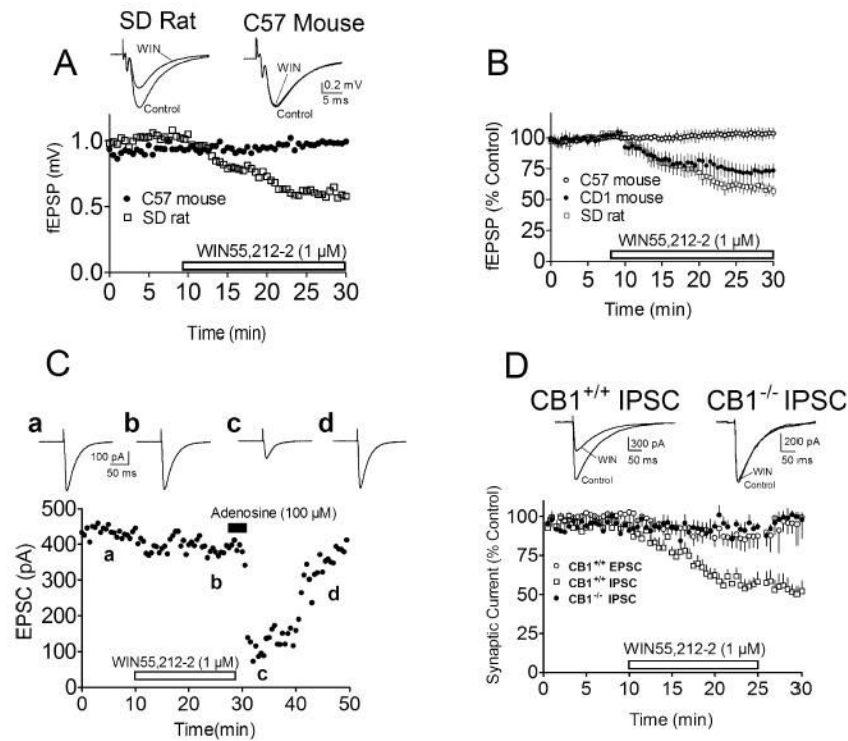 SD Rat
C57 Mouse
A
WIN
Control
WIN
0.2 mV
5 ms
fEPSP (mV)
1.0
0.5
0.0
C57 mouse
SD rat
WIN55,212-2 (1 µM)
0 5 10 15 20 25 30
Time (min)
B
fEPSP (% Control)
100
75
50
25
0
C57 mouse
CD1 mouse
SD rat
WIN55,212-2 (1 µM)
0 5 10 15 20 25 30
Time (min)
C
a b c d
100 pA
50 ms
EPSC (pA)
500
400
300
200
100
0
Adenosine (100 µM)
a
b
c
d
WIN55,212-2 (1 µM)
0 10 20 30 40 50
Time(min)
D
CB1+/+ IPSC
CB1-/- IPSC
WIN
Control
300 pA
50 ms
WIN
Control
200 pA
50 ms
Synaptic Current (% Control)
100
75
50
25
0
CB1+/+ EPSC
CB1+/+ IPSC
CB1-/- IPSC
WIN55,212-2 (1 µM)
0 5 10 15 20 25 30
Time (min)